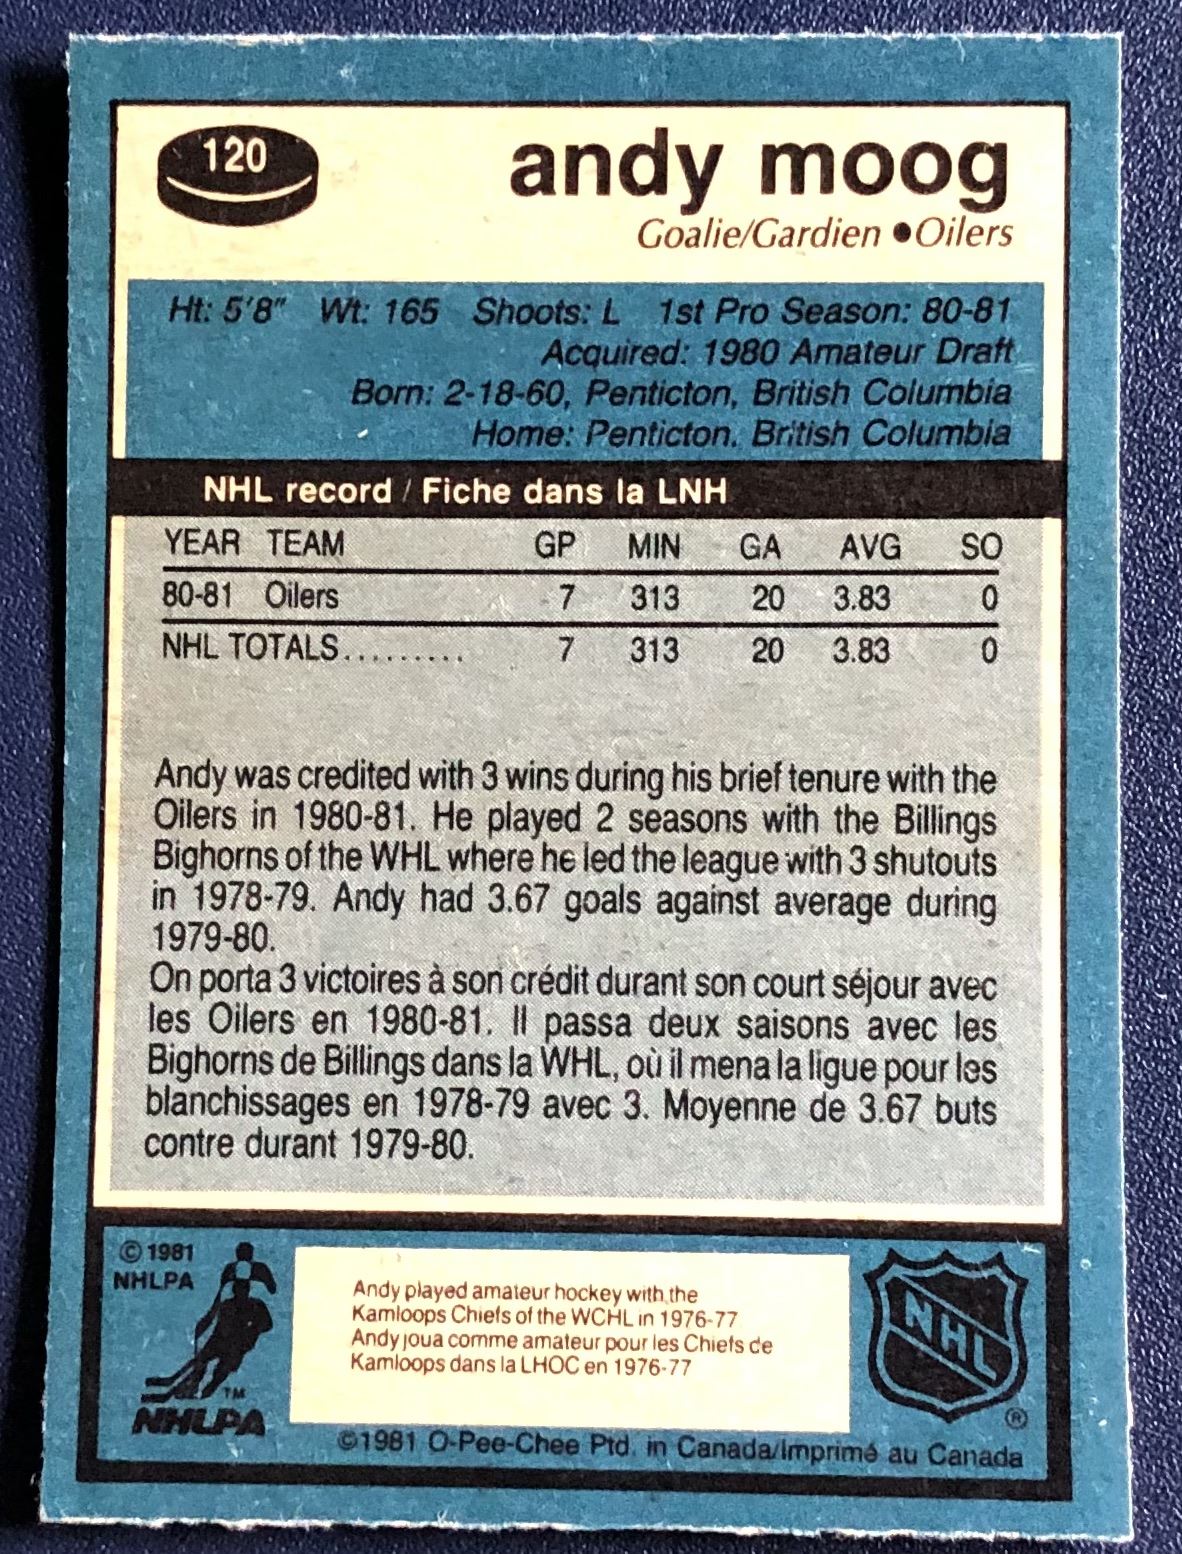 120
andy moog
Goalie/Gardien •Oilers
Ht: 5'8" Wt: 165 Shoots: L 1st Pro Season: 80-81
Acquired: 1980 Amateur Draft
Born: 2-18-60, Penticton, British Columbia
Home: Penticton, British Columbia
NHL record / Fiche dans la LNH
YEAR TEAM GP MIN GA AVG SO
80-81 Oilers 7 313 20 3.83 0
NHL TOTALS......... 7 313 20 3.83 0
Andy was credited with 3 wins during his brief tenure with the
Oilers in 1980-81. He played 2 seasons with the Billings
Bighorns of the WHL where he led the league with 3 shutouts
in 1978-79. Andy had 3.67 goals against average during
1979-80.
On porta 3 victoires à son crédit durant son court séjour avec
les Oilers en 1980-81. Il passa deux saisons avec les
Bighorns de Billings dans la WHL, où il mena la ligue pour les
blanchissages en 1978-79 avec 3. Moyenne de 3.67 buts
contre durant 1979-80.
© 1981
NHLPA
TM
NHLPA
Andy played amateur hockey with the
Kamloops Chiefs of the WCHL in 1976-77
Andy joua comme amateur pour les Chiefs de
Kamloops dans la LHOC en 1976-77
NHL
®
©1981 O-Pee-Chee Ptd. in Canada/Imprimé au Canada